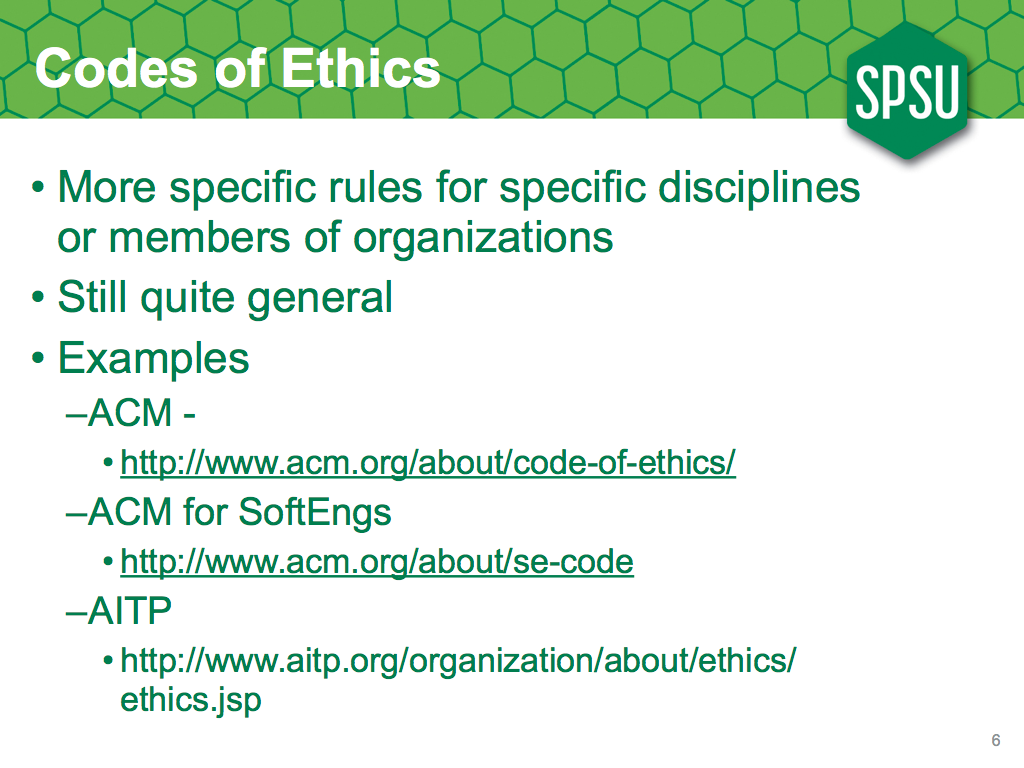 Codes of Ethics
SPSU
• More specific rules for specific disciplines
or members of organizations
• Still quite general
• Examples
–ACM -
• http://www.acm.org/about/code-of-ethics/
–ACM for SoftEngs
• http://www.acm.org/about/se-code
–AITP
• http://www.aitp.org/organization/about/ethics/
ethics.jsp
6